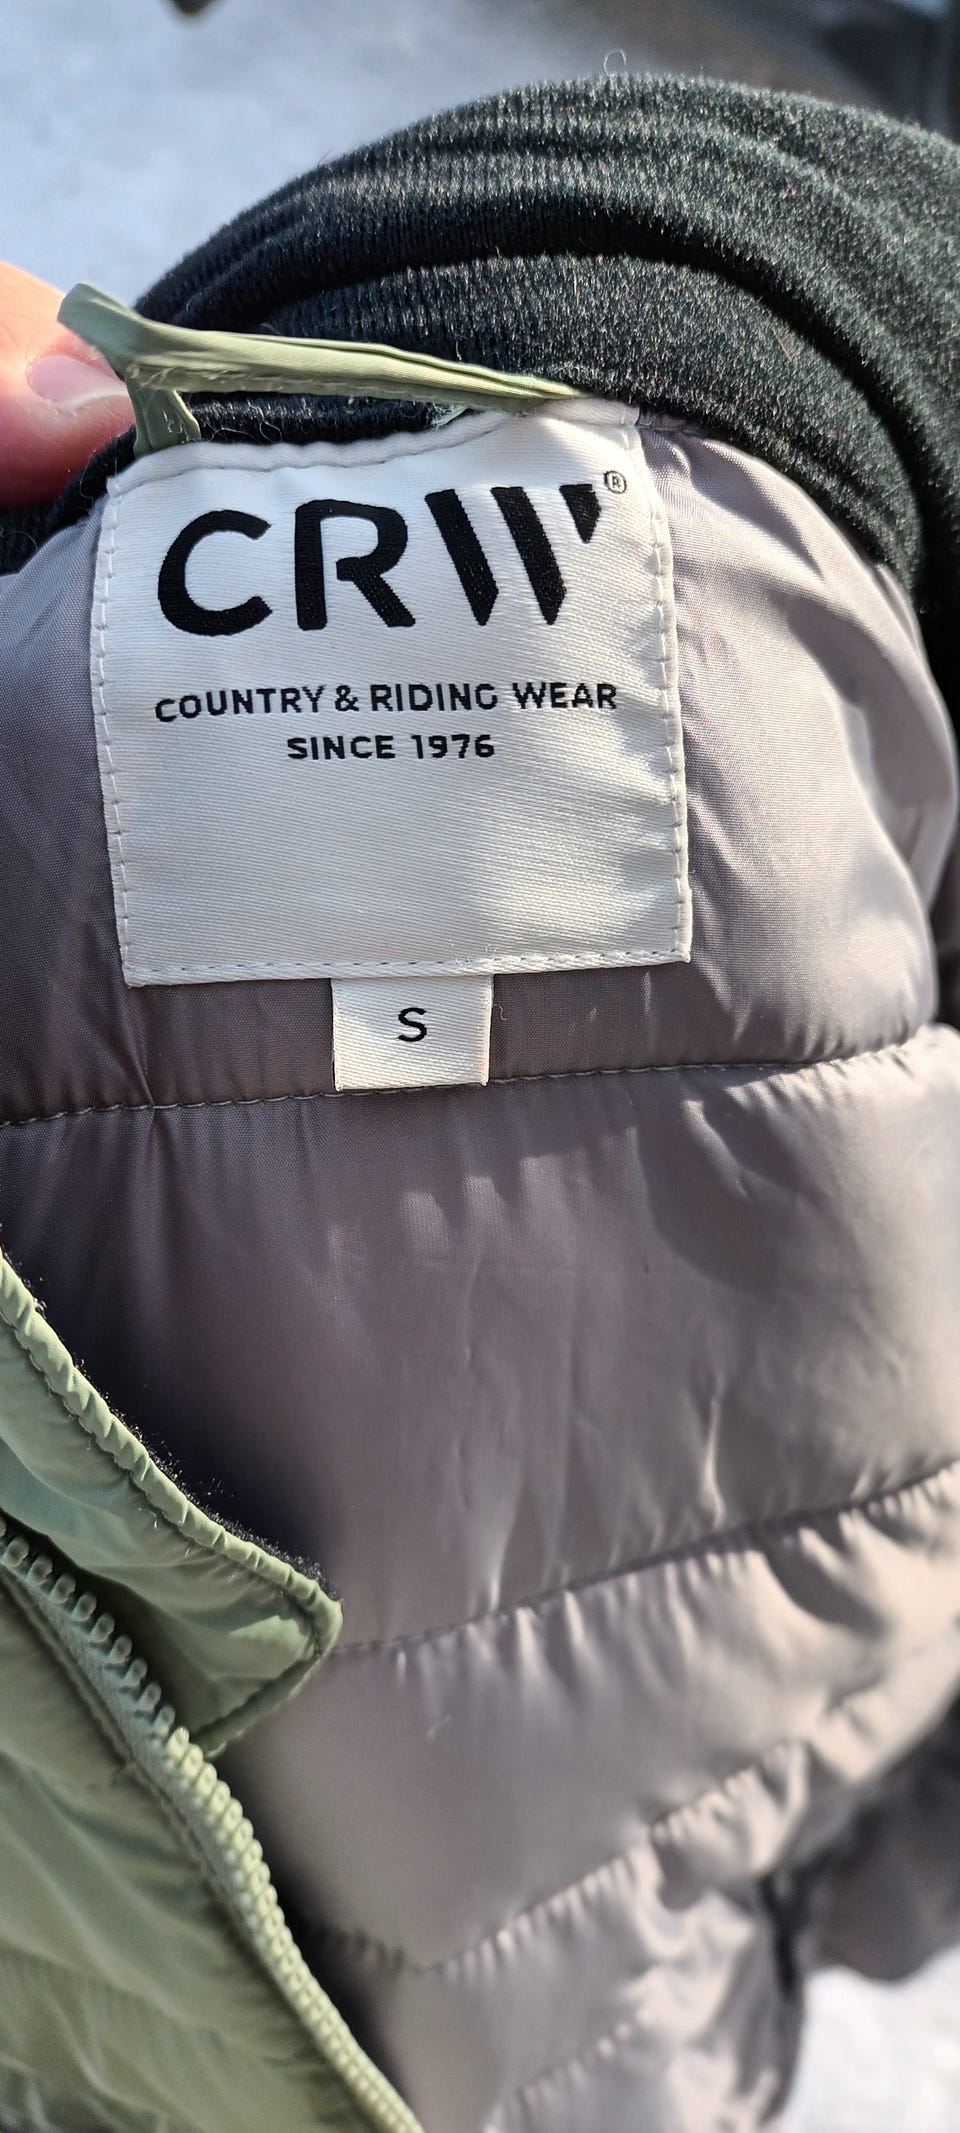 CRW®
COUNTRY & RIDING WEAR
SINCE 1976
S